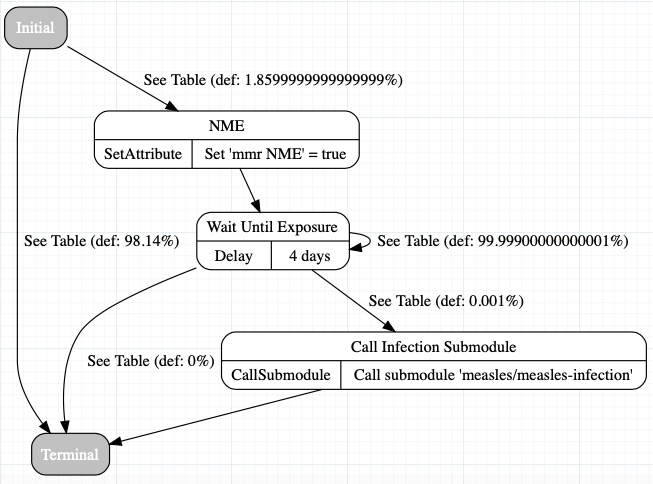 Initial
See Table (def: 1.8599999999999999%)
NME
SetAttribute Set 'mmr NME' = true
Wait Until Exposure
See Table (def: 98.14%)
See Table (def: 99.99900000000001%)
Delay 4 days
See Table (def: 0.001%)
Call Infection Submodule
See Table (def: 0%)
CallSubmodule Call submodule 'measles/measles-infection'
Terminal